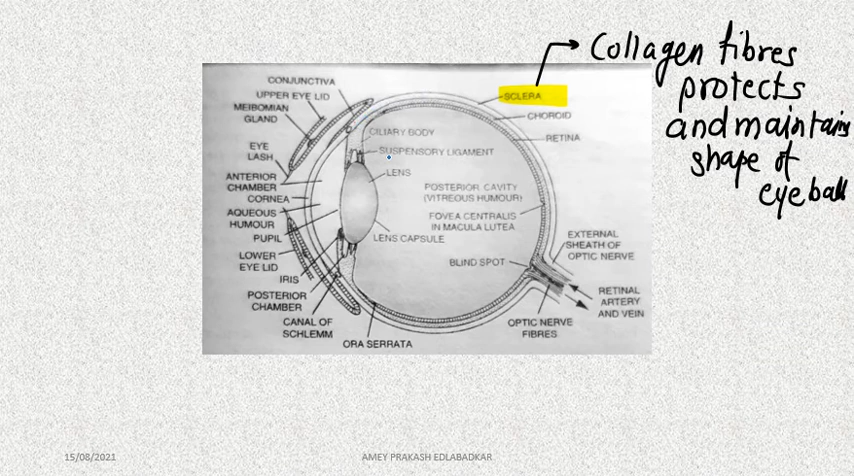 Collagen fibres
protects
and maintains
shape of
eyeball
CONJUNCTIVA
UPPER EYE LID
MEIBOMIAN
GLAND
EYE
LASH
ANTERIOR
CHAMBER
CORNEA
AQUEOUS
HUMOUR
PUPIL
LOWER
EYE LID
IRIS
POSTERIOR
CHAMBER
CANAL OF
SCHLEMM
ORA SERRATA
CILIARY BODY
SUSPENSORY LIGAMENT
LENS
POSTERIOR CAVITY
(VITREOUS HUMOUR)
FOVEA CENTRALIS
IN MACULA LUTEA
LENS CAPSULE
BLIND SPOT
SCLERA
CHOROID
RETINA
EXTERNAL
SHEATH OF
OPTIC NERVE
RETINAL
ARTERY
AND VEIN
OPTIC NERVE
FIBRES
15/08/2021
AMEY PRAKASH EDLABADKAR